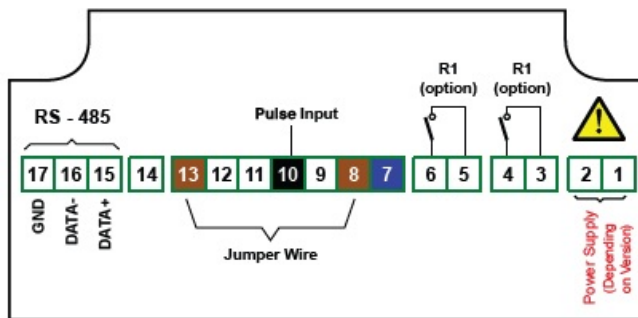 R1
(option)
R1
(option)
RS - 485
Pulse Input
17 16 15 14 13 12 11 10 9 8 7 6 5 4 3 2 1
GND
DATA-
DATA+
Jumper Wire
Power Supply
(Depending
on Version)